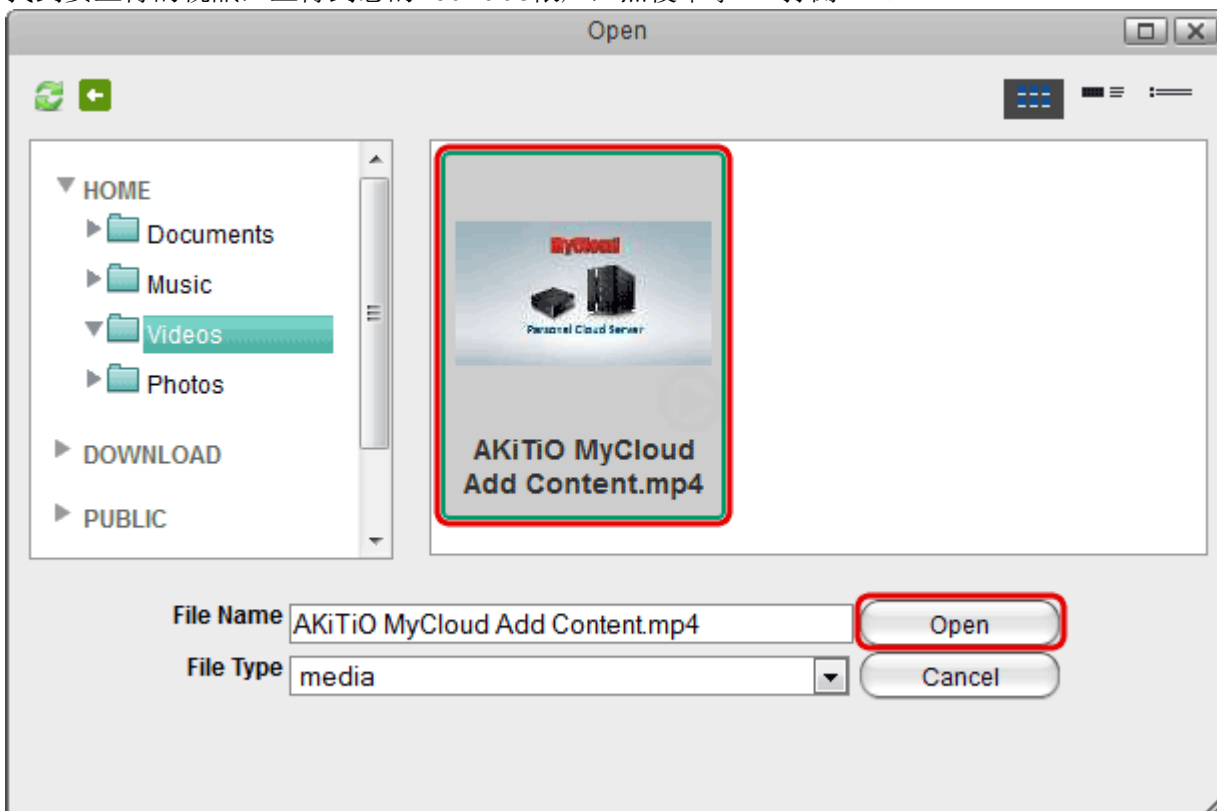 Open
HOME
Documents
Music
Videos
Photos
DOWNLOAD
PUBLIC
MyCloud
Personal Cloud Server
AKiTiO MyCloud
Add Content.mp4
File Name
AKiTiO MyCloud Add Content.mp4
Open
File Type
media
Cancel